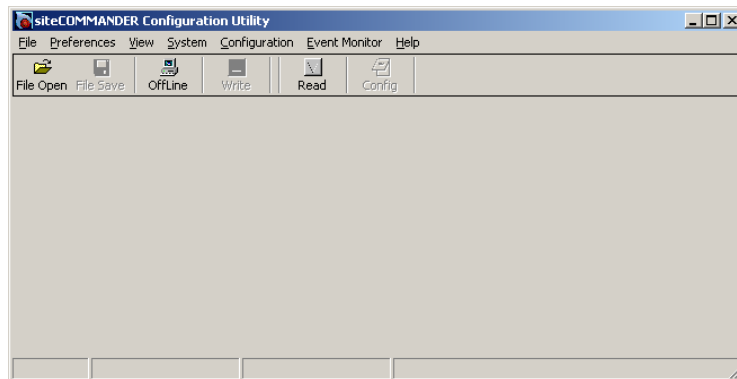 siteCOMMANDER Configuration Utility
File Preferences View System Configuration Event Monitor Help
File Open File Save OffLine Write Read Config